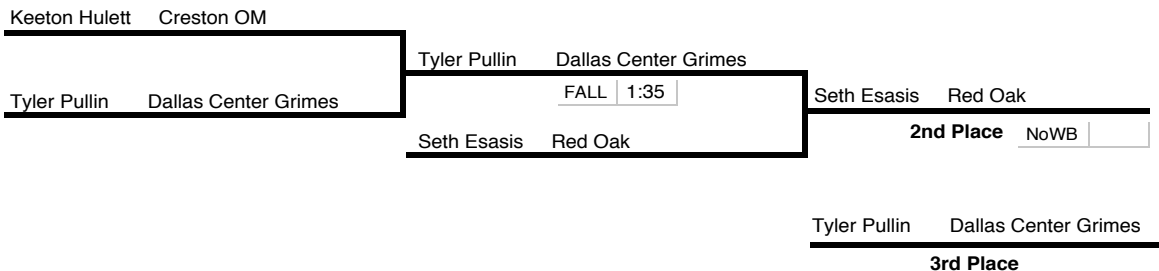 Keeton Hulett Creston OM
Tyler Pullin Dallas Center Grimes
Tyler Pullin Dallas Center Grimes
FALL 1:35
Seth Esasis Red Oak
Seth Esasis Red Oak
2nd Place NoWB
Tyler Pullin Dallas Center Grimes
3rd Place